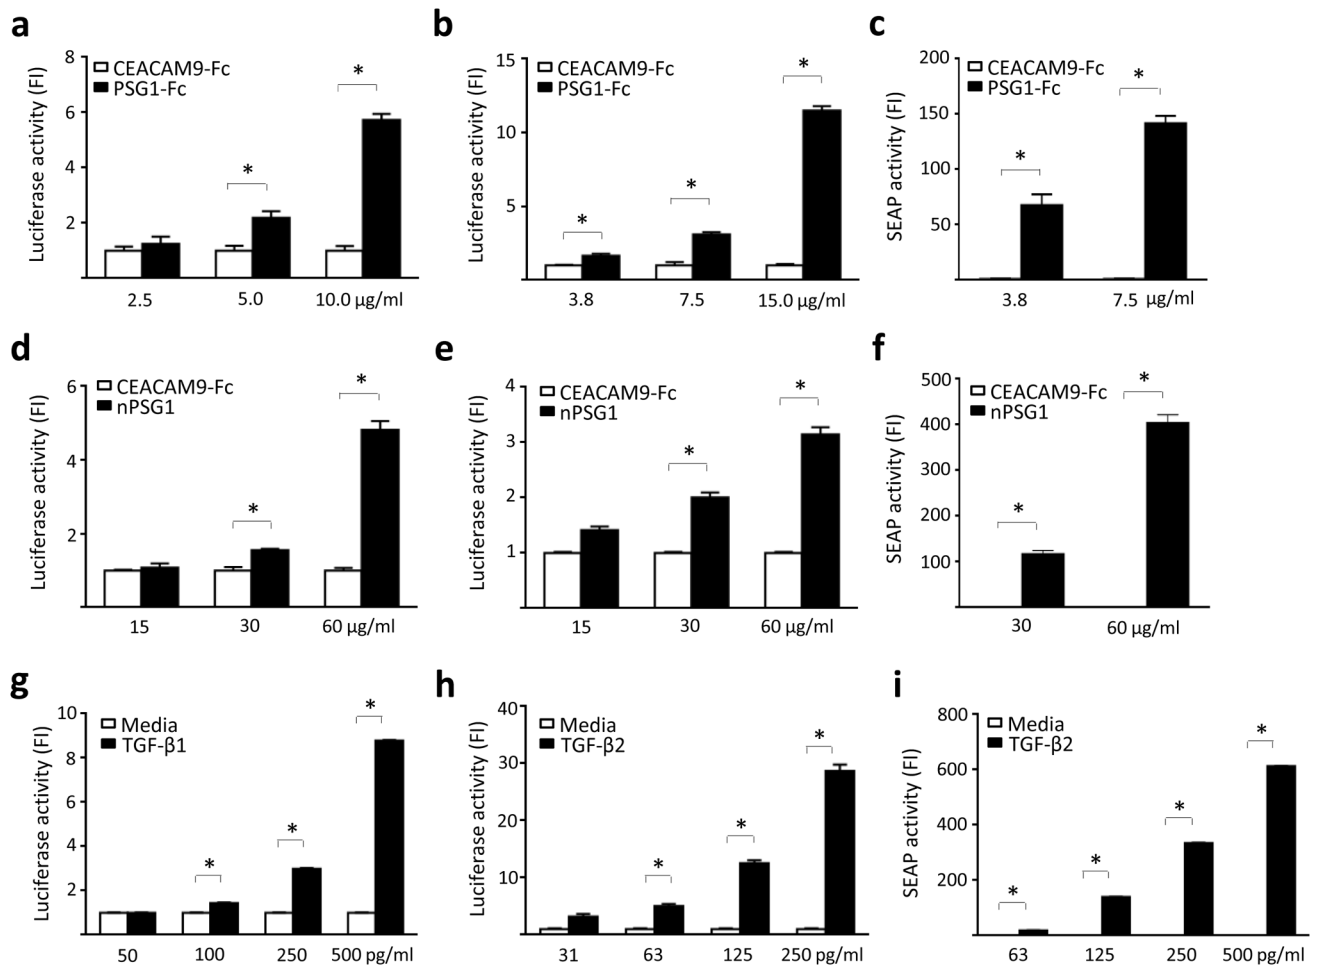 a
Luciferase activity (FI)
8
6
4
2
CEACAM9-Fc
PSG1-Fc
*
*
2.5 5.0 10.0 µg/ml
b
Luciferase activity (FI)
15
10
5
CEACAM9-Fc
PSG1-Fc
*
*
*
3.8 7.5 15.0 µg/ml
c
SEAP activity (FI)
200
150
100
50
CEACAM9-Fc
PSG1-Fc
*
*
3.8 7.5 µg/ml
d
Luciferase activity (FI)
6
4
2
CEACAM9-Fc
nPSG1
*
*
15 30 60 µg/ml
e
Luciferase activity (FI)
4
3
2
1
CEACAM9-Fc
nPSG1
*
*
15 30 60 µg/ml
f
SEAP activity (FI)
500
400
300
200
100
CEACAM9-Fc
nPSG1
*
*
30 60 µg/ml
g
Luciferase activity (FI)
10
8
6
4
2
Media
TGF-β1
*
*
*
50 100 250 500 pg/ml
h
Luciferase activity (FI)
40
30
20
10
Media
TGF-β2
*
*
*
31 63 125 250 pg/ml
i
SEAP activity (FI)
800
600
400
200
Media
TGF-β2
*
*
*
*
63 125 250 500 pg/ml